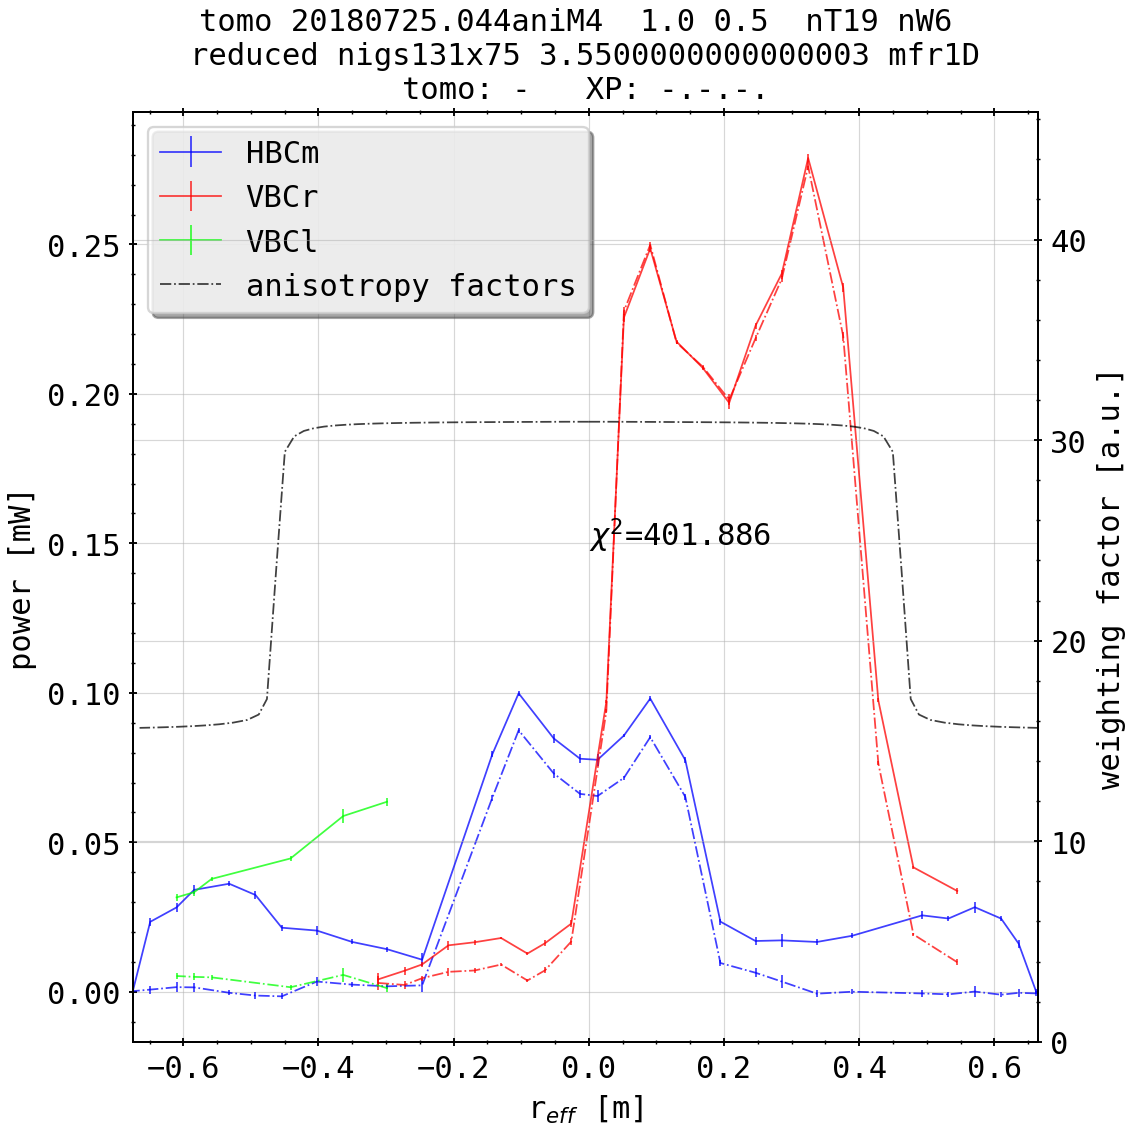 tomo 20180725.044aniM4  1.0 0.5  nT19 nW6
reduced nigs131x75 3.5500000000000003 mfr1D
tomo: -   XP: -.-.-.
HBCm
VBCr
VBCl
anisotropy factors
0.25
0.20
0.15
0.10
0.05
0.00
power [mW]
χ²=401.886
40
30
20
10
0
weighting factor [a.u.]
−0.6 −0.4 −0.2 0.0 0.2 0.4 0.6
r_eff [m]